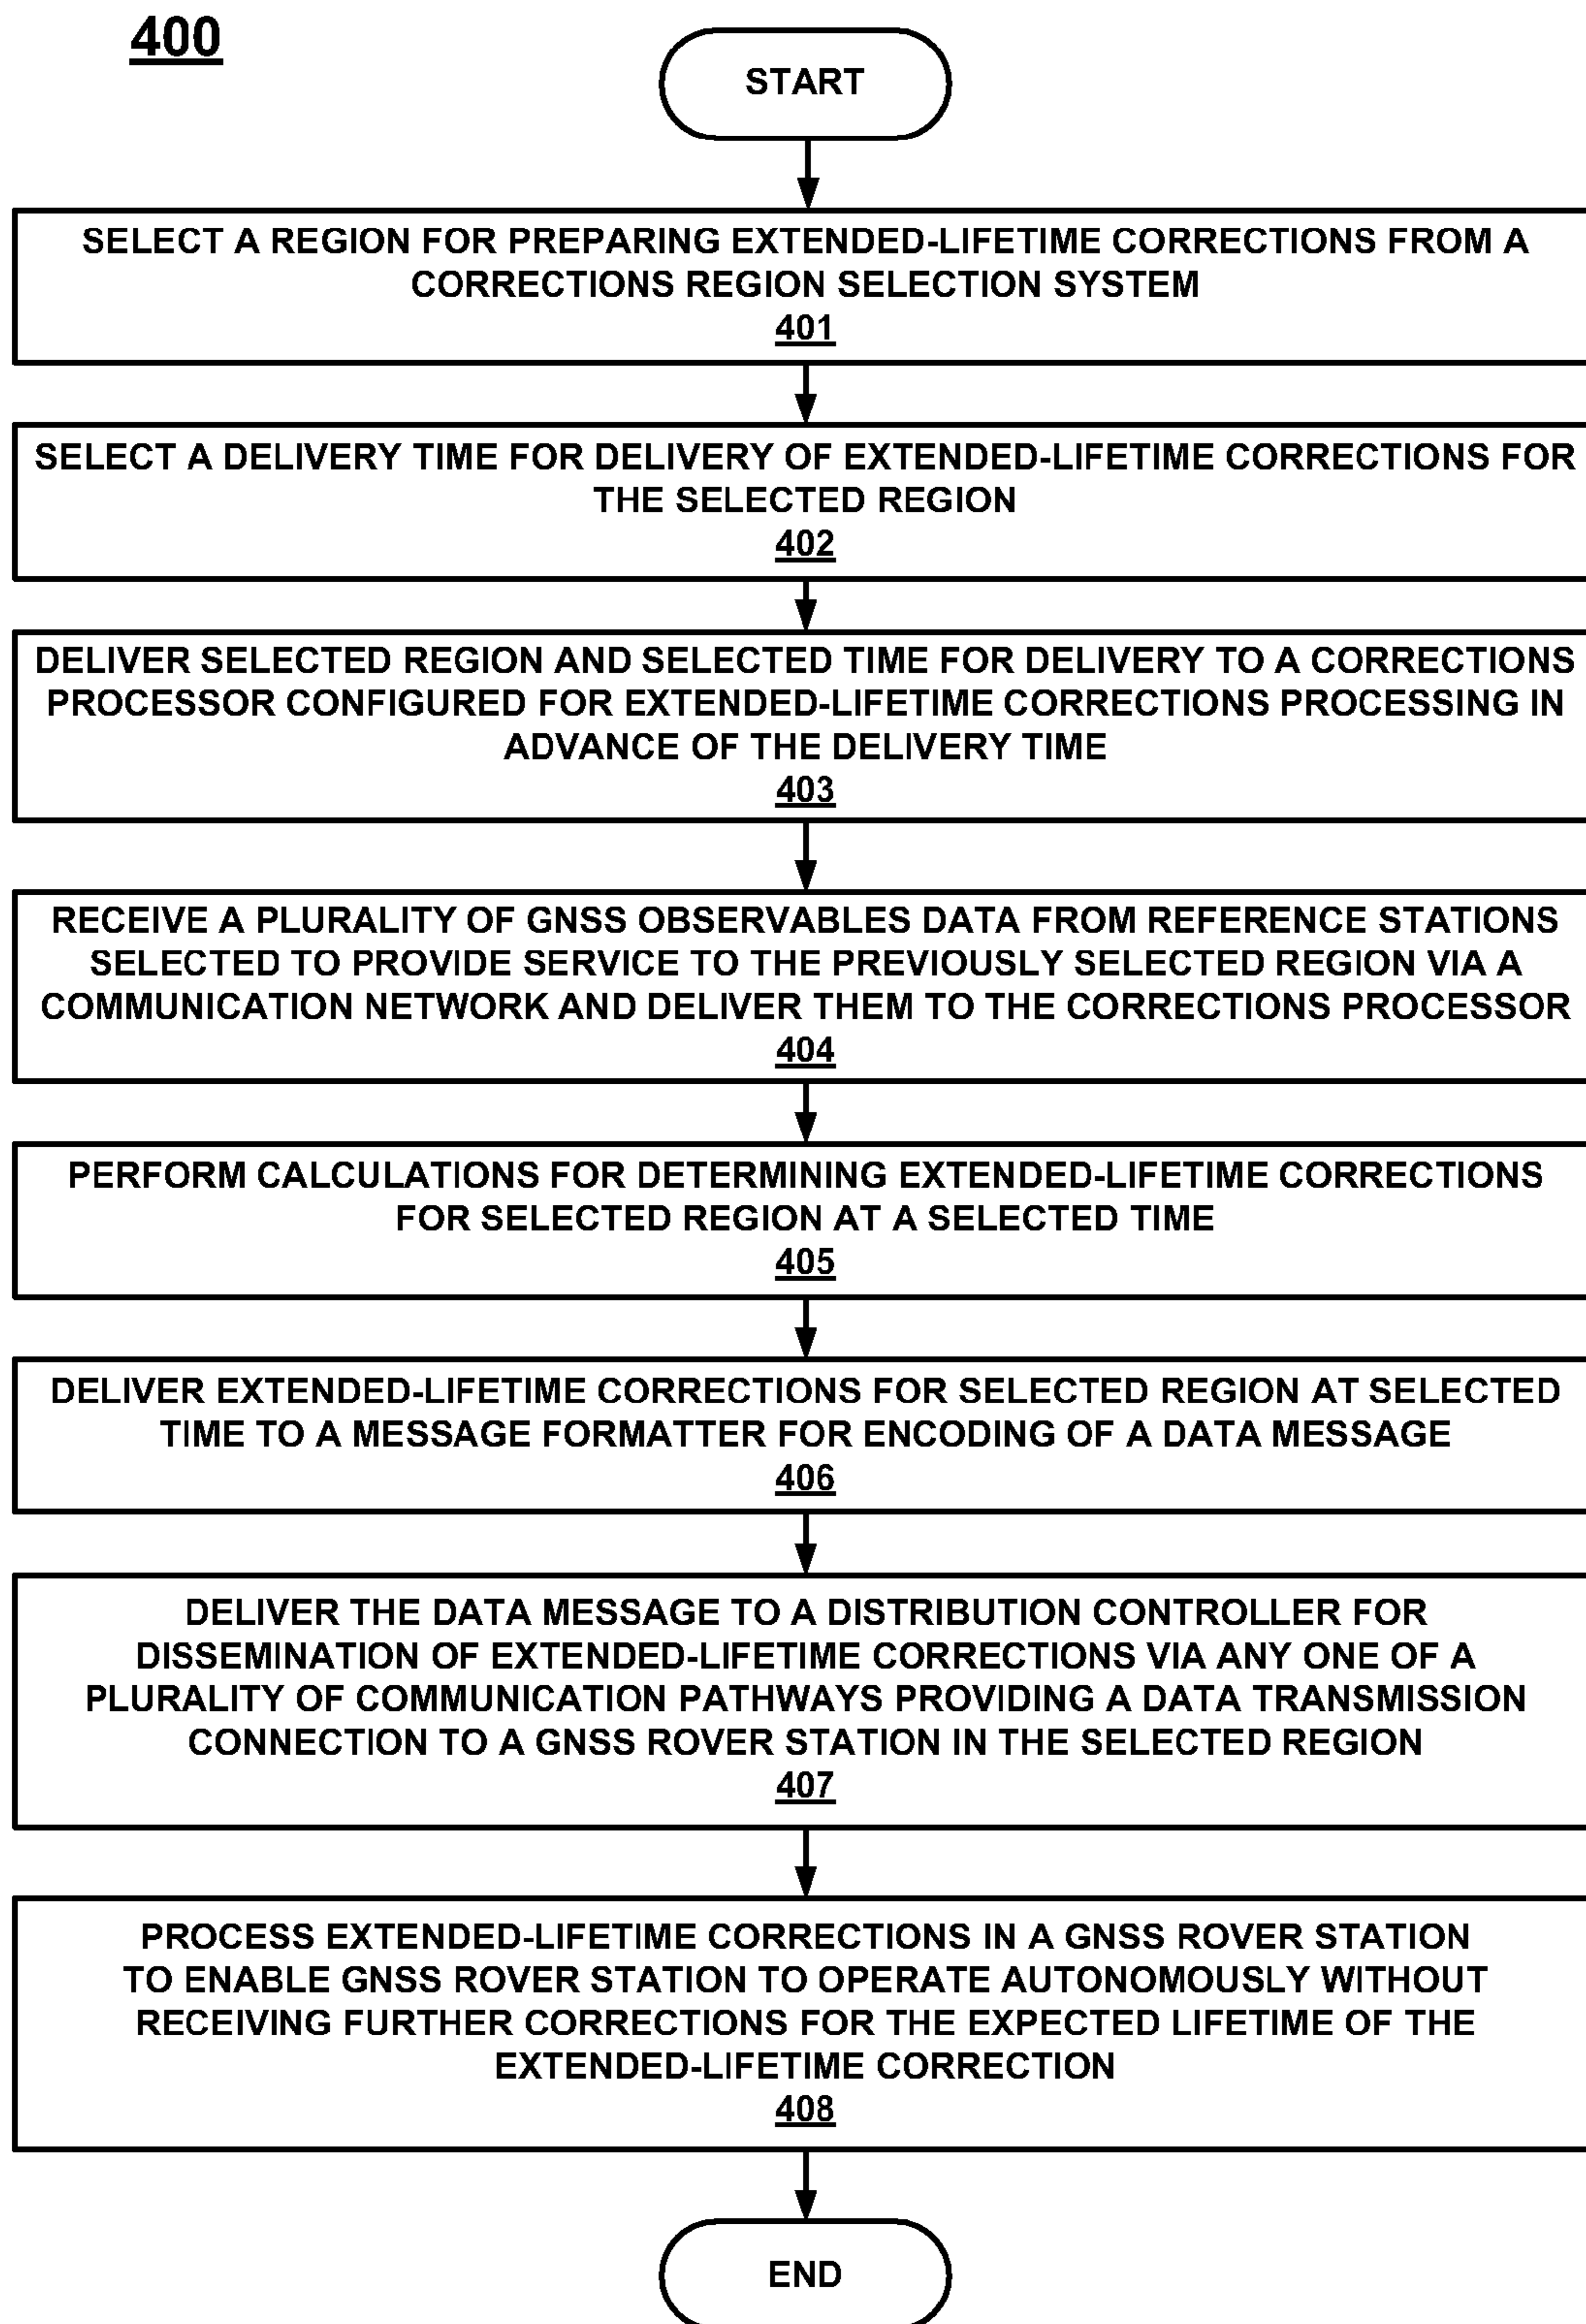 400
START
SELECT A REGION FOR PREPARING EXTENDED-LIFETIME CORRECTIONS FROM A
CORRECTIONS REGION SELECTION SYSTEM
401
SELECT A DELIVERY TIME FOR DELIVERY OF EXTENDED-LIFETIME CORRECTIONS FOR
THE SELECTED REGION
402
DELIVER SELECTED REGION AND SELECTED TIME FOR DELIVERY TO A CORRECTIONS
PROCESSOR CONFIGURED FOR EXTENDED-LIFETIME CORRECTIONS PROCESSING IN
ADVANCE OF THE DELIVERY TIME
403
RECEIVE A PLURALITY OF GNSS OBSERVABLES DATA FROM REFERENCE STATIONS
SELECTED TO PROVIDE SERVICE TO THE PREVIOUSLY SELECTED REGION VIA A
COMMUNICATION NETWORK AND DELIVER THEM TO THE CORRECTIONS PROCESSOR
404
PERFORM CALCULATIONS FOR DETERMINING EXTENDED-LIFETIME CORRECTIONS
FOR SELECTED REGION AT A SELECTED TIME
405
DELIVER EXTENDED-LIFETIME CORRECTIONS FOR SELECTED REGION AT SELECTED
TIME TO A MESSAGE FORMATTER FOR ENCODING OF A DATA MESSAGE
406
DELIVER THE DATA MESSAGE TO A DISTRIBUTION CONTROLLER FOR
DISSEMINATION OF EXTENDED-LIFETIME CORRECTIONS VIA ANY ONE OF A
PLURALITY OF COMMUNICATION PATHWAYS PROVIDING A DATA TRANSMISSION
CONNECTION TO A GNSS ROVER STATION IN THE SELECTED REGION
407
PROCESS EXTENDED-LIFETIME CORRECTIONS IN A GNSS ROVER STATION
TO ENABLE GNSS ROVER STATION TO OPERATE AUTONOMOUSLY WITHOUT
RECEIVING FURTHER CORRECTIONS FOR THE EXPECTED LIFETIME OF THE
EXTENDED-LIFETIME CORRECTION
408
END